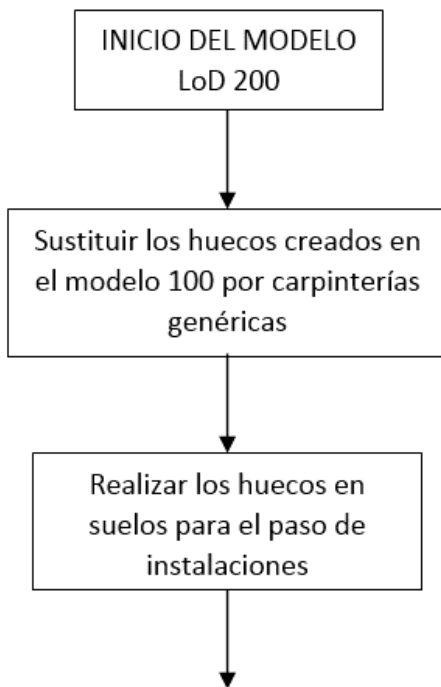 INICIO DEL MODELO
LoD 200
Sustituir los huecos creados en
el modelo 100 por carpinterías
genéricas
Realizar los huecos en
suelos para el paso de
instalaciones